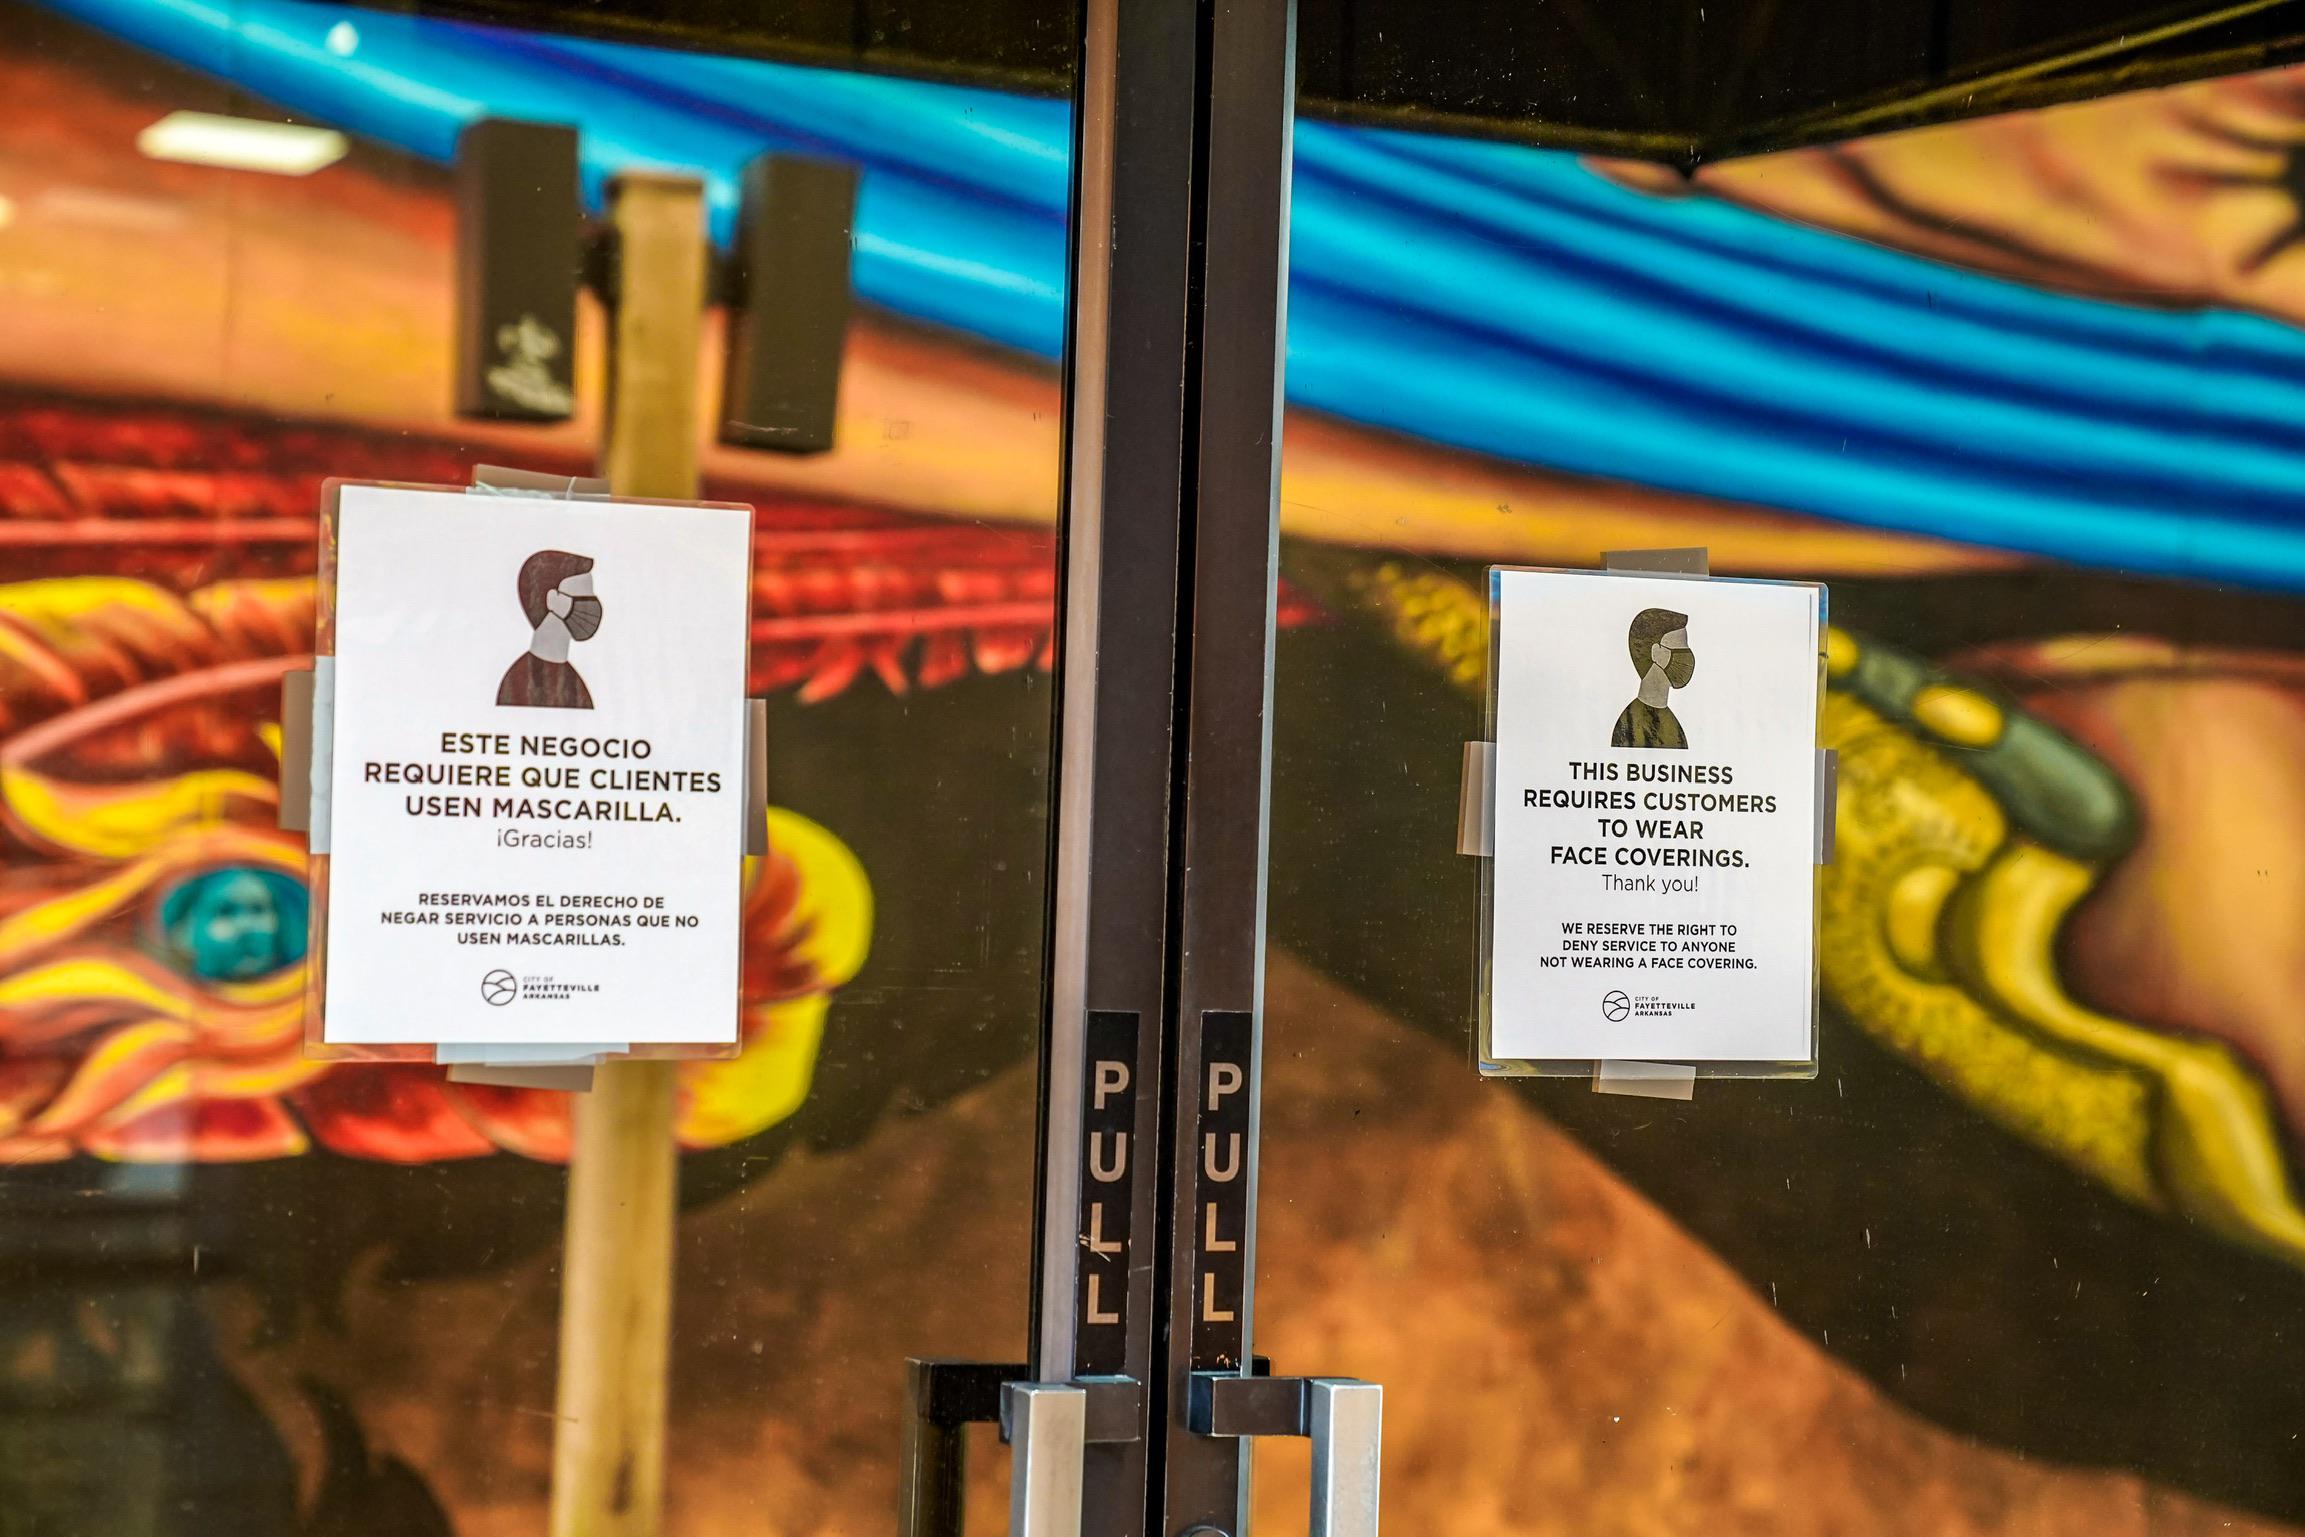 ESTE NEGOCIO
REQUIERE QUE CLIENTES
USEN MASCARILLA.
¡Gracias!
RESERVAMOS EL DERECHO DE
NEGAR SERVICIO A PERSONAS QUE NO
USEN MASCARILLAS.
CITY OF
FAYETTEVILLE
ARKANSAS
PULL
PULL
THIS BUSINESS
REQUIRES CUSTOMERS
TO WEAR
FACE COVERINGS.
Thank you!
WE RESERVE THE RIGHT TO
DENY SERVICE TO ANYONE
NOT WEARING A FACE COVERING.
CITY OF
FAYETTEVILLE
ARKANSAS